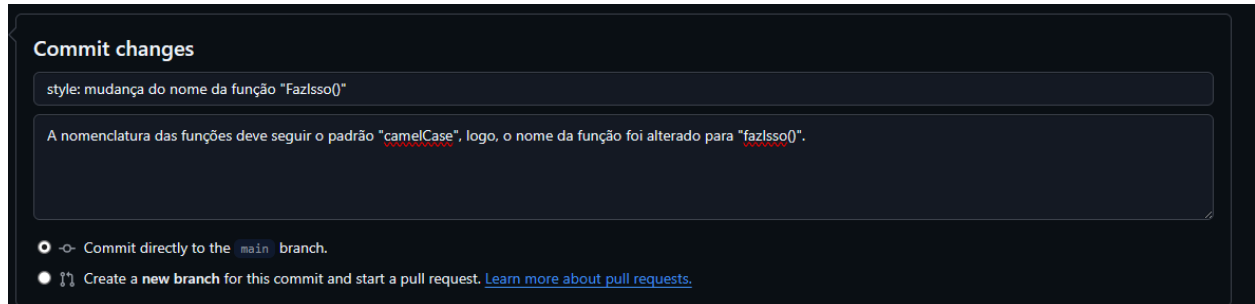 Commit changes
style: mudança do nome da função "FazIsso()"
A nomenclatura das funções deve seguir o padrão "camelCase", logo, o nome da função foi alterado para "fazIsso()".
Commit directly to the main branch.
Create a new branch for this commit and start a pull request. Learn more about pull requests.